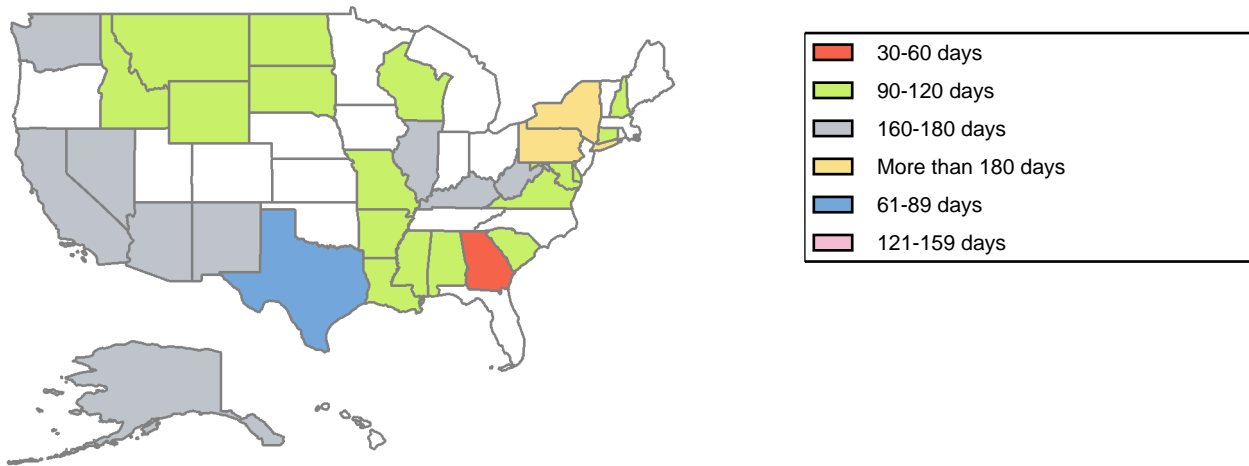 30-60 days
90-120 days
160-180 days
More than 180 days
61-89 days
121-159 days